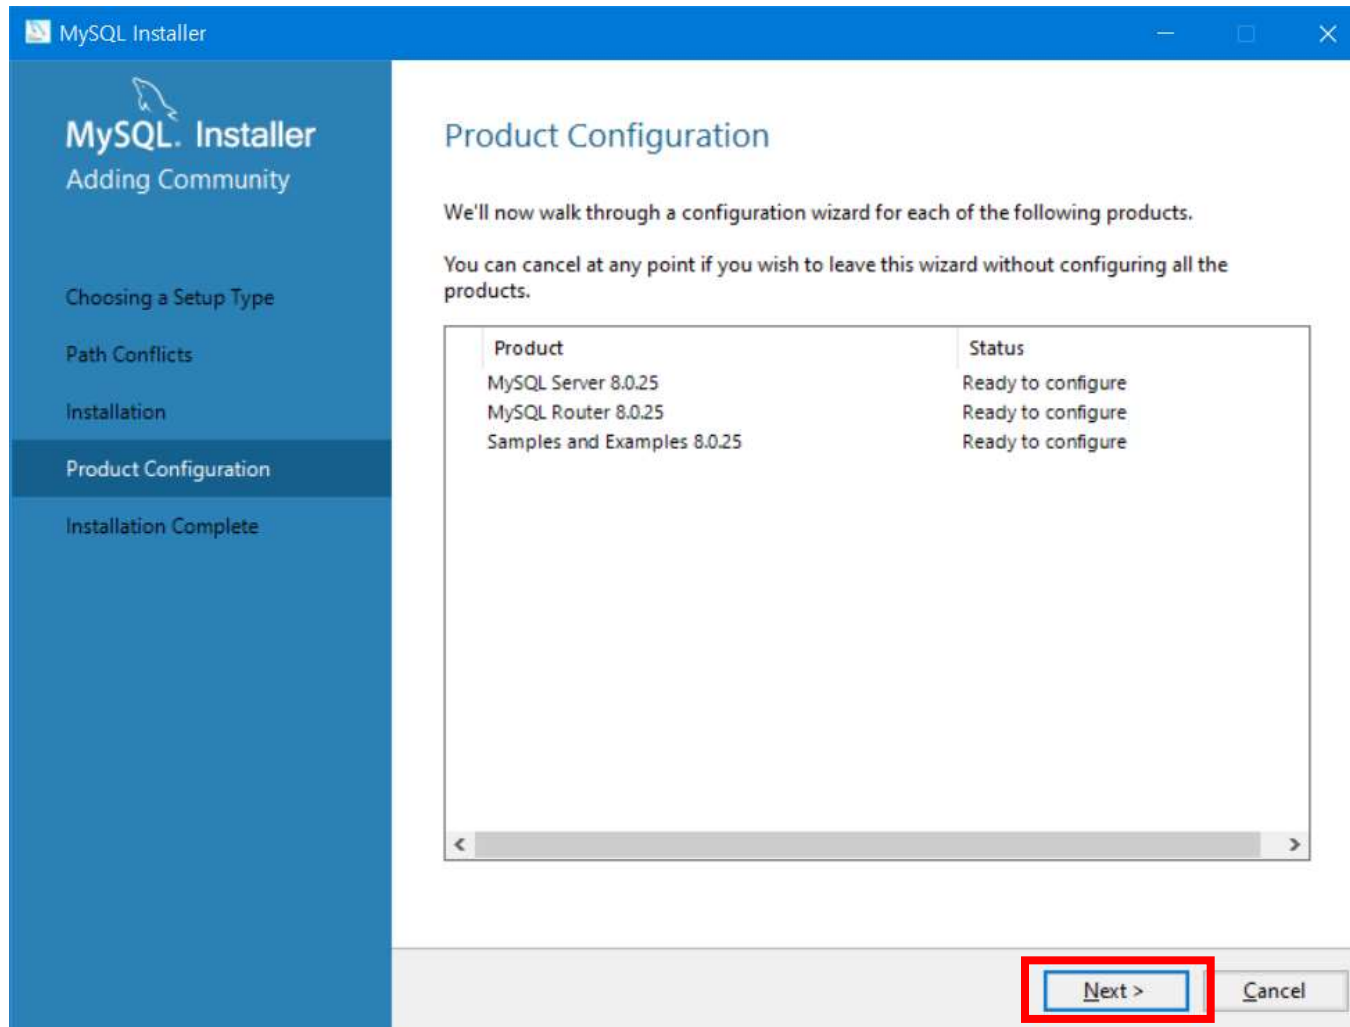 MySQL Installer
MySQL. Installer
Adding Community
Choosing a Setup Type
Path Conflicts
Installation
Product Configuration
Installation Complete
Product Configuration
We'll now walk through a configuration wizard for each of the following products.
You can cancel at any point if you wish to leave this wizard without configuring all the
products.
Product Status
MySQL Server 8.0.25 Ready to configure
MySQL Router 8.0.25 Ready to configure
Samples and Examples 8.0.25 Ready to configure
Next > Cancel